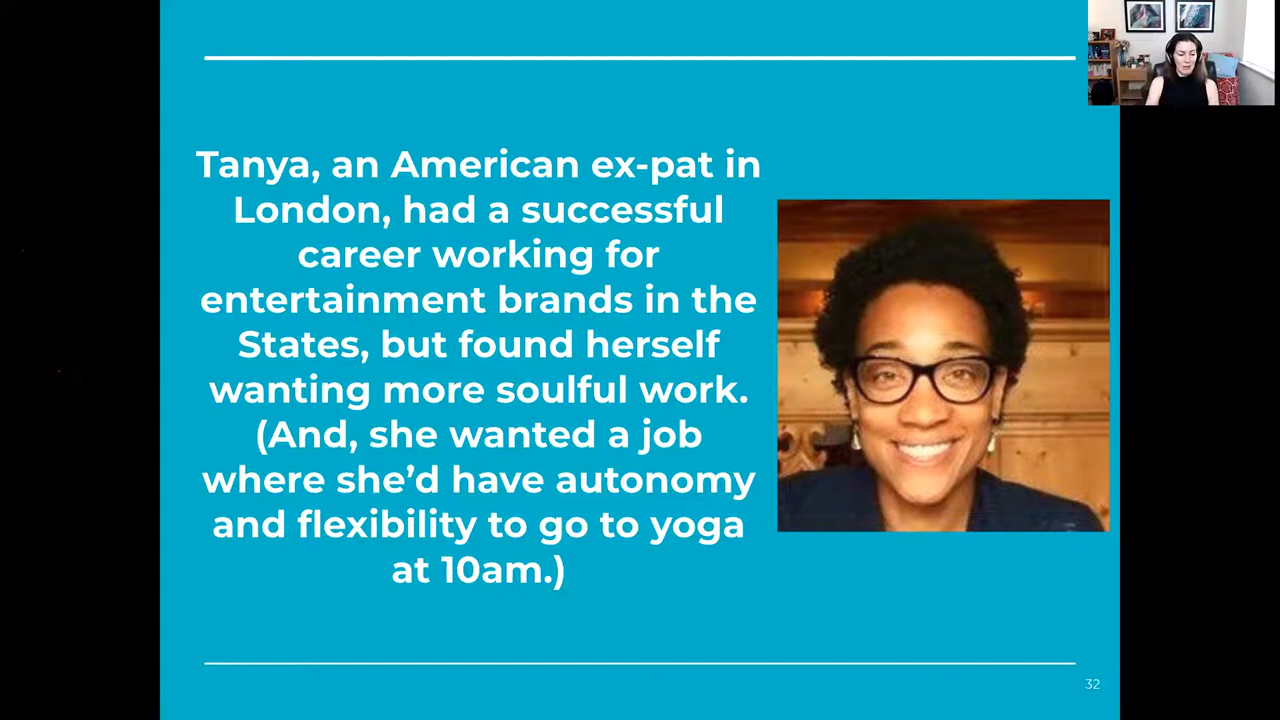 Tanya, an American ex-pat in
London, had a successful
career working for
entertainment brands in the
States, but found herself
wanting more soulful work.
(And, she wanted a job
where she’d have autonomy
and flexibility to go to yoga
at 10am.)
32